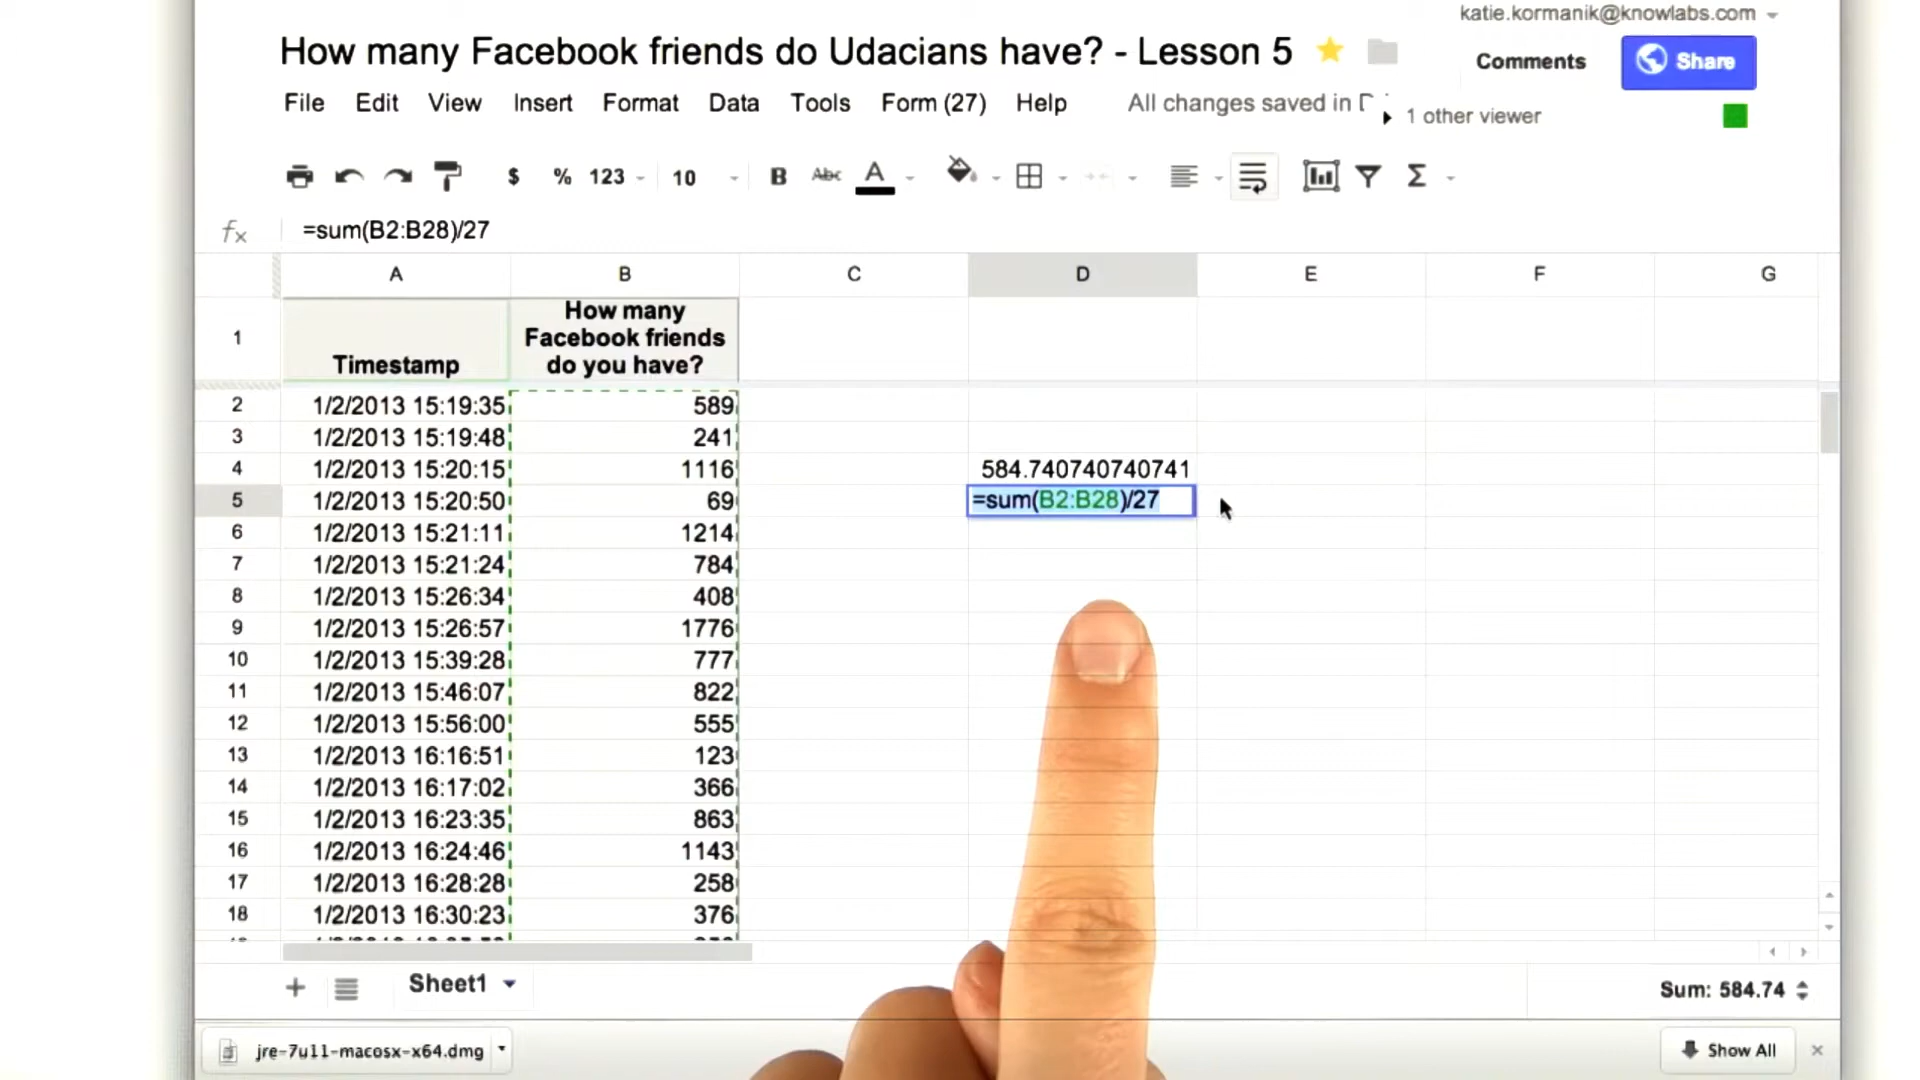 katie.kormanik@knowlabs.com
How many Facebook friends do Udacians have? - Lesson 5
Comments
Share
File Edit View Insert Format Data Tools Form (27) Help All changes saved in
1 other viewer
$ % 123 10 B Abc A Σ
fx =sum(B2:B28)/27
A B C D E F G
1 Timestamp How many
Facebook friends
do you have?
2 1/2/2013 15:19:35 589
3 1/2/2013 15:19:48 241
4 1/2/2013 15:20:15 1116 584.740740740741
5 1/2/2013 15:20:50 69 =sum(B2:B28)/27
6 1/2/2013 15:21:11 1214
7 1/2/2013 15:21:24 784
8 1/2/2013 15:26:34 408
9 1/2/2013 15:26:57 1776
10 1/2/2013 15:39:28 777
11 1/2/2013 15:46:07 822
12 1/2/2013 15:56:00 555
13 1/2/2013 16:16:51 123
14 1/2/2013 16:17:02 366
15 1/2/2013 16:23:35 863
16 1/2/2013 16:24:46 1143
17 1/2/2013 16:28:28 258
18 1/2/2013 16:30:23 376
Sheet1
Sum: 584.74
jre-7u11-macosx-x64.dmg
Show All